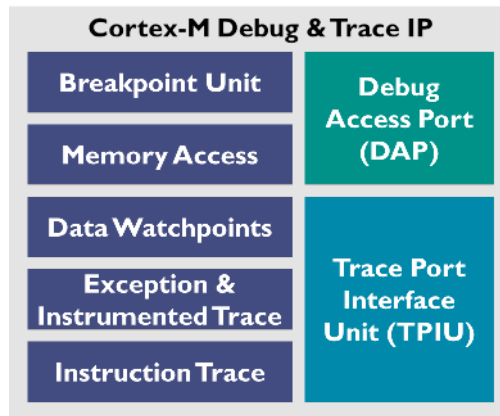 Cortex-M Debug & Trace IP
Breakpoint Unit
Memory Access
Data Watchpoints
Exception &
Instrumented Trace
Instruction Trace
Debug
Access Port
(DAP)
Trace Port
Interface
Unit (TPIU)